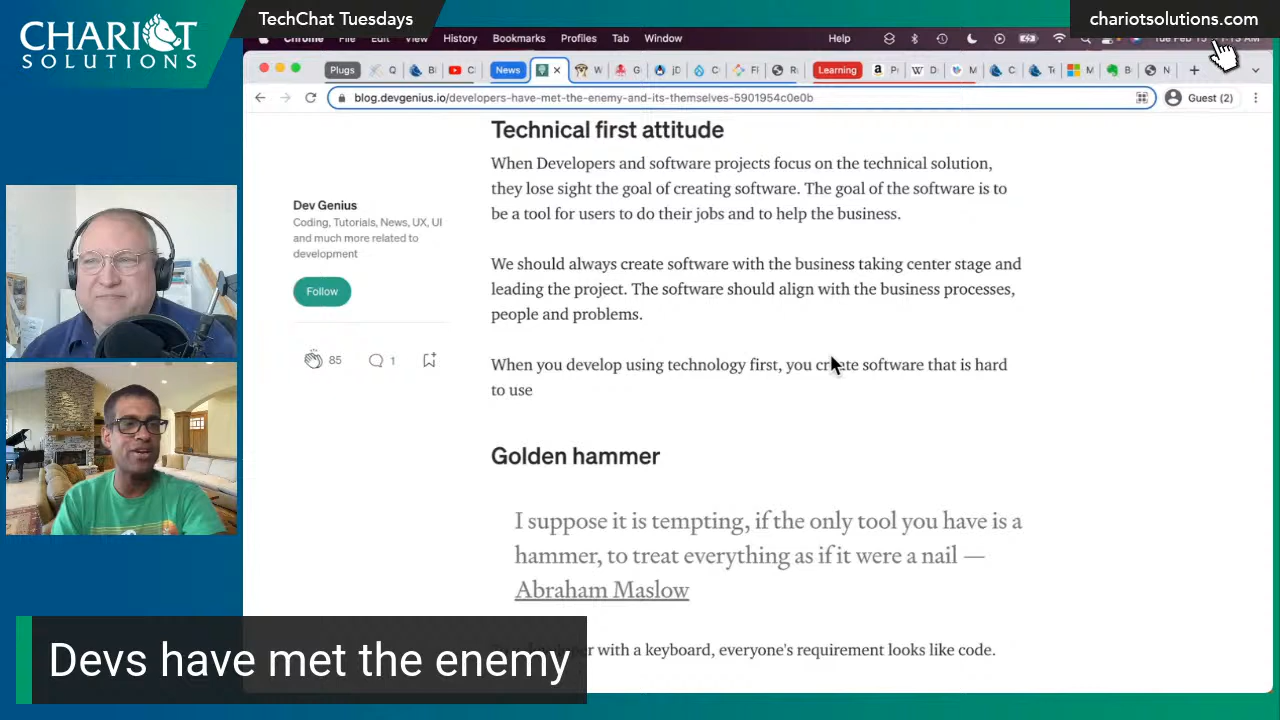 CHARIOT
SOLUTIONS
TechChat Tuesdays
chariotsolutions.com
Chrome File Edit View History Bookmarks Profiles Tab Window Help
Plugs
News
Learning
blog.devgenius.io/developers-have-met-the-enemy-and-its-themselves-5901954c0e0b
Guest (2)
Dev Genius
Coding, Tutorials, News, UX, UI
and much more related to
development
Follow
85
1
Technical first attitude
When Developers and software projects focus on the technical solution,
they lose sight the goal of creating software. The goal of the software is to
be a tool for users to do their jobs and to help the business.
We should always create software with the business taking center stage and
leading the project. The software should align with the business processes,
people and problems.
When you develop using technology first, you create software that is hard
to use
Golden hammer
I suppose it is tempting, if the only tool you have is a
hammer, to treat everything as if it were a nail —
Abraham Maslow
with a keyboard, everyone's requirement looks like code.
Devs have met the enemy